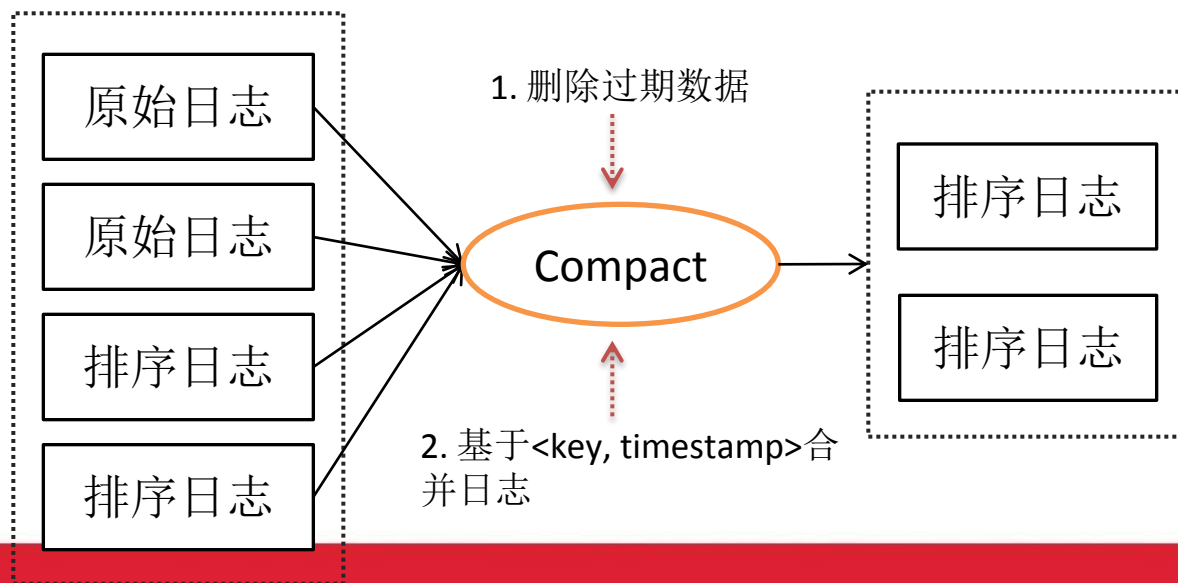 原始日志
原始日志
排序日志
排序日志
1. 删除过期数据
Compact
2. 基于<key, timestamp>合
并日志
排序日志
排序日志